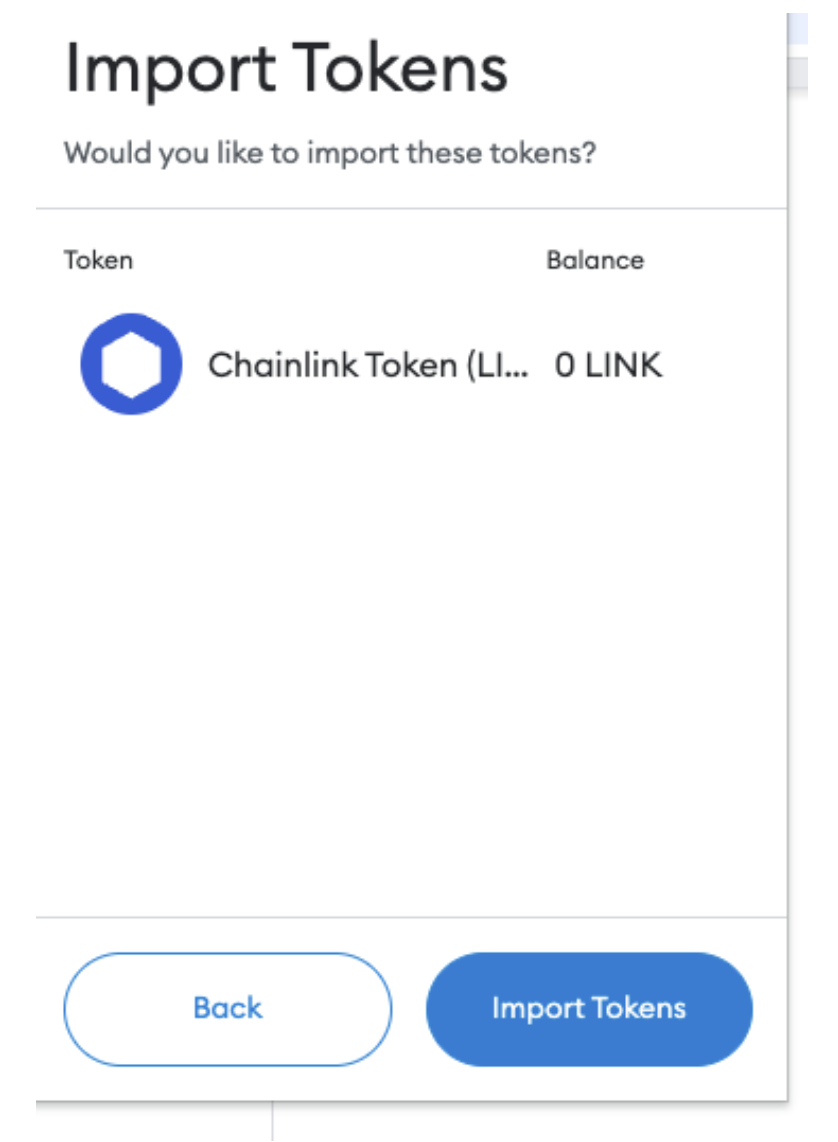 Import Tokens
Would you like to import these tokens?
Token Balance
Chainlink Token (LI... 0 LINK
Back Import Tokens